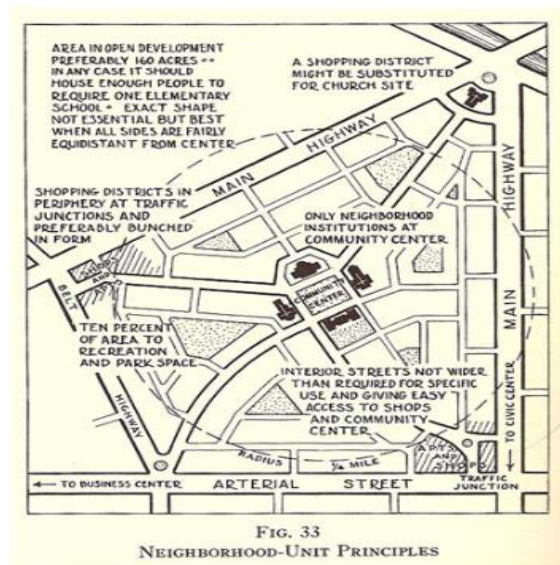 AREA IN OPEN DEVELOPMENT
PREFERABLY 160 ACRES --
IN ANY CASE IT SHOULD
HOUSE ENOUGH PEOPLE TO
REQUIRE ONE ELEMENTARY
SCHOOL - EXACT SHAPE
NOT ESSENTIAL BUT BEST
WHEN ALL SIDES ARE FAIRLY
EQUIDISTANT FROM CENTER
A SHOPPING DISTRICT
MIGHT BE SUBSTITUTED
FOR CHURCH SITE
MAIN HIGHWAY
SHOPPING DISTRICTS IN
PERIPHERY AT TRAFFIC
JUNCTIONS AND
PREFERABLY BUNCHED
IN FORM
ONLY NEIGHBORHOOD
INSTITUTIONS AT
COMMUNITY CENTER
HIGHWAY
MAIN
SHOPS
AND
APTS
COMMUNITY
CENTER
BELT
HIGHWAY
TEN PERCENT
OF AREA TO
RECREATION
AND PARK SPACE
INTERIOR STREETS NOT WIDER
THAN REQUIRED FOR SPECIFIC
USE AND GIVING EASY
ACCESS TO SHOPS
AND COMMUNITY
CENTER
TO CIVIC CENTER
RADIUS 1/4 MILE
APTS
AND
SHOPS
TRAFFIC
JUNCTION
TO BUSINESS CENTER
ARTERIAL STREET
FIG. 33
NEIGHBORHOOD-UNIT PRINCIPLES